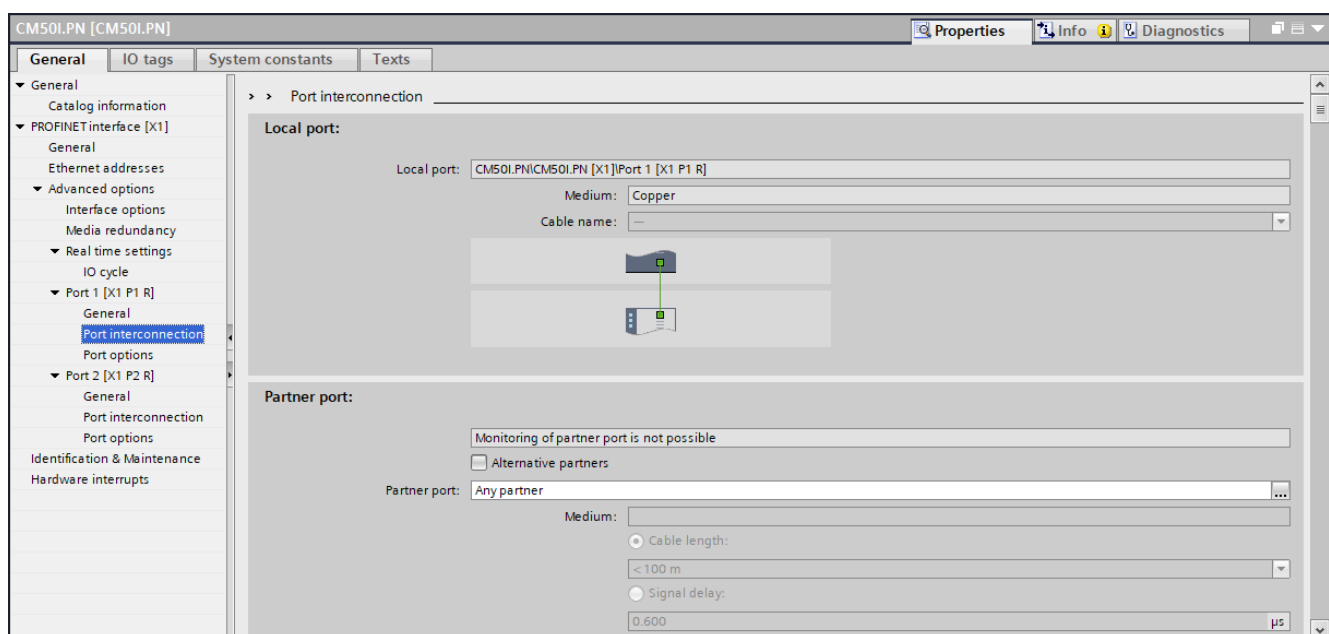 CM50I.PN [CM50I.PN]
Properties
Info
Diagnostics
General
IO tags
System constants
Texts
General
Catalog information
PROFINET interface [X1]
General
Ethernet addresses
Advanced options
Interface options
Media redundancy
Real time settings
IO cycle
Port 1 [X1 P1 R]
General
Port interconnection
Port options
Port 2 [X1 P2 R]
General
Port interconnection
Port options
Identification & Maintenance
Hardware interrupts
> > Port interconnection
Local port:
Local port: CM50I.PN\CM50I.PN [X1]\Port 1 [X1 P1 R]
Medium: Copper
Cable name: —
Partner port:
Monitoring of partner port is not possible
Alternative partners
Partner port: Any partner ...
Medium:
Cable length:
< 100 m
Signal delay:
0.600 µs